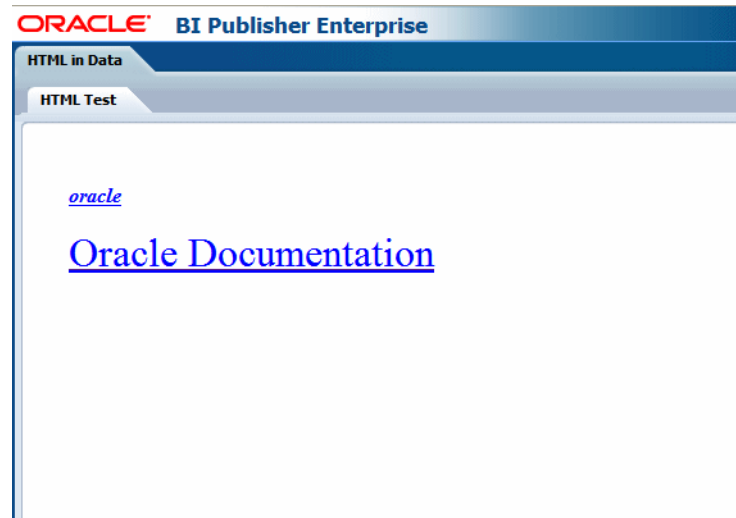 ORACLE BI Publisher Enterprise
HTML in Data
HTML Test
oracle
Oracle Documentation